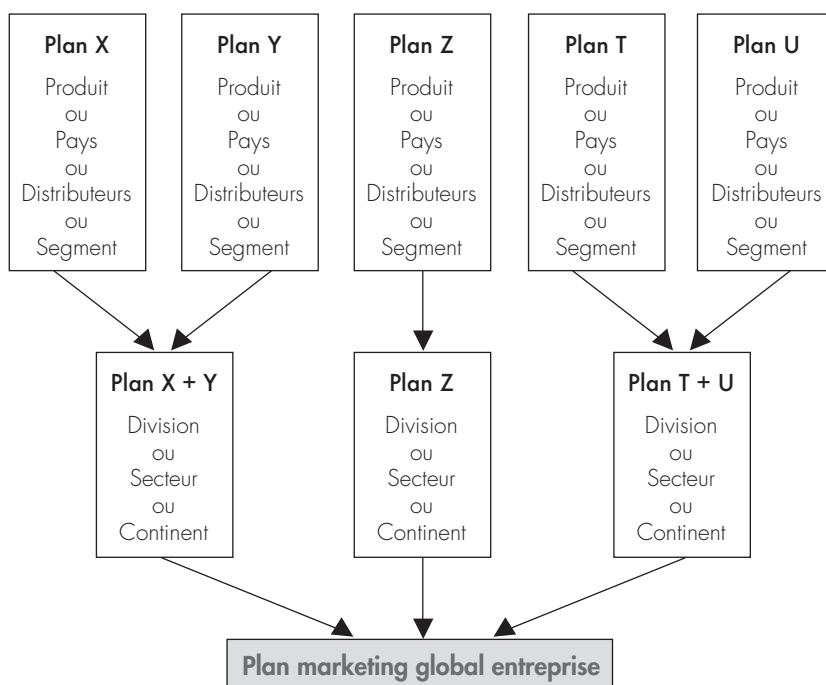 Plan X
Produit
ou
Pays
ou
Distributeurs
ou
Segment
Plan Y
Produit
ou
Pays
ou
Distributeurs
ou
Segment
Plan Z
Produit
ou
Pays
ou
Distributeurs
ou
Segment
Plan T
Produit
ou
Pays
ou
Distributeurs
ou
Segment
Plan U
Produit
ou
Pays
ou
Distributeurs
ou
Segment
Plan X + Y
Division
ou
Secteur
ou
Continent
Plan Z
Division
ou
Secteur
ou
Continent
Plan T + U
Division
ou
Secteur
ou
Continent
Plan marketing global entreprise